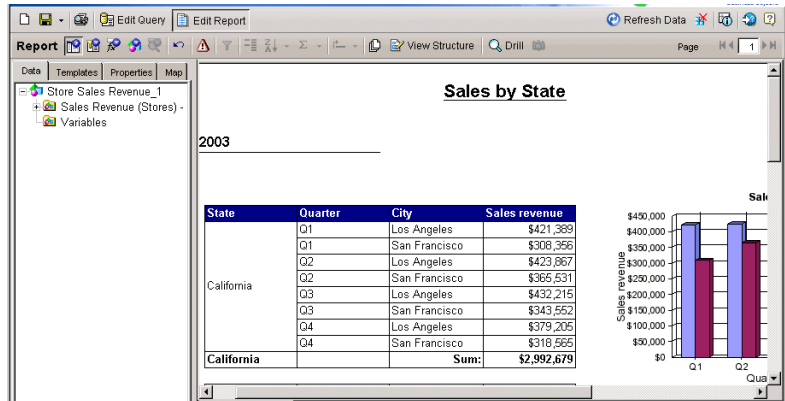 Edit Query Edit Report Refresh Data
Report View Structure Drill Page 1
Data Templates Properties Map
Store Sales Revenue_1
Sales Revenue (Stores) -
Variables
Sales by State
2003
State Quarter City Sales revenue
Q1 Los Angeles $421,389
Q1 San Francisco $308,356
Q2 Los Angeles $423,867
Q2 San Francisco $365,531
California
Q3 Los Angeles $432,215
Q3 San Francisco $343,552
Q4 Los Angeles $379,205
Q4 San Francisco $318,565
California Sum: $2,992,679
Sale
Sales revenue
$450,000
$400,000
$350,000
$300,000
$250,000
$200,000
$150,000
$100,000
$50,000
$0
Q1 Q2
Qua